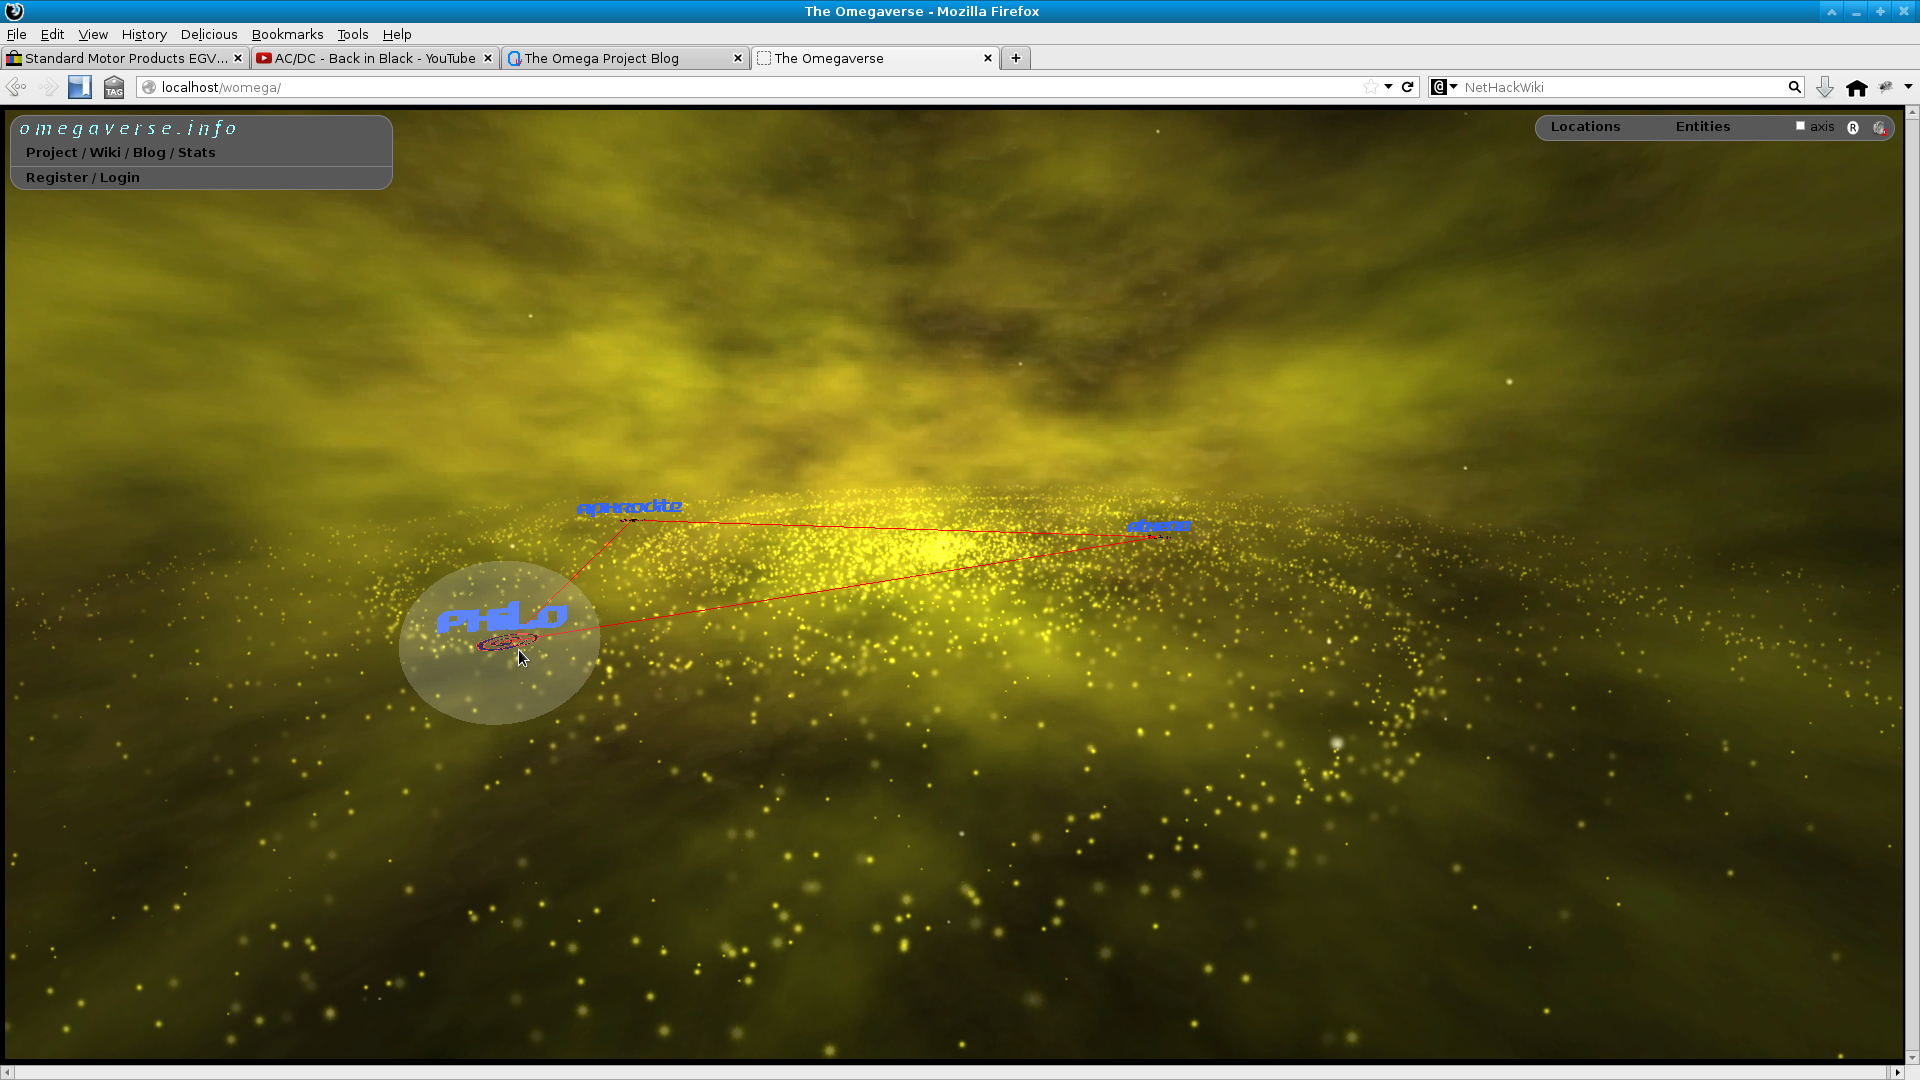 The Omegaverse - Mozilla Firefox
File Edit View History Delicious Bookmarks Tools Help
Standard Motor Products EGV... AC/DC - Back in Black - YouTube The Omega Project Blog The Omegaverse
TAG localhost/womega/ NetHackWiki
omegaverse.info
Project / Wiki / Blog / Stats
Register / Login
Locations Entities axis R
aphrodite
athena
philo